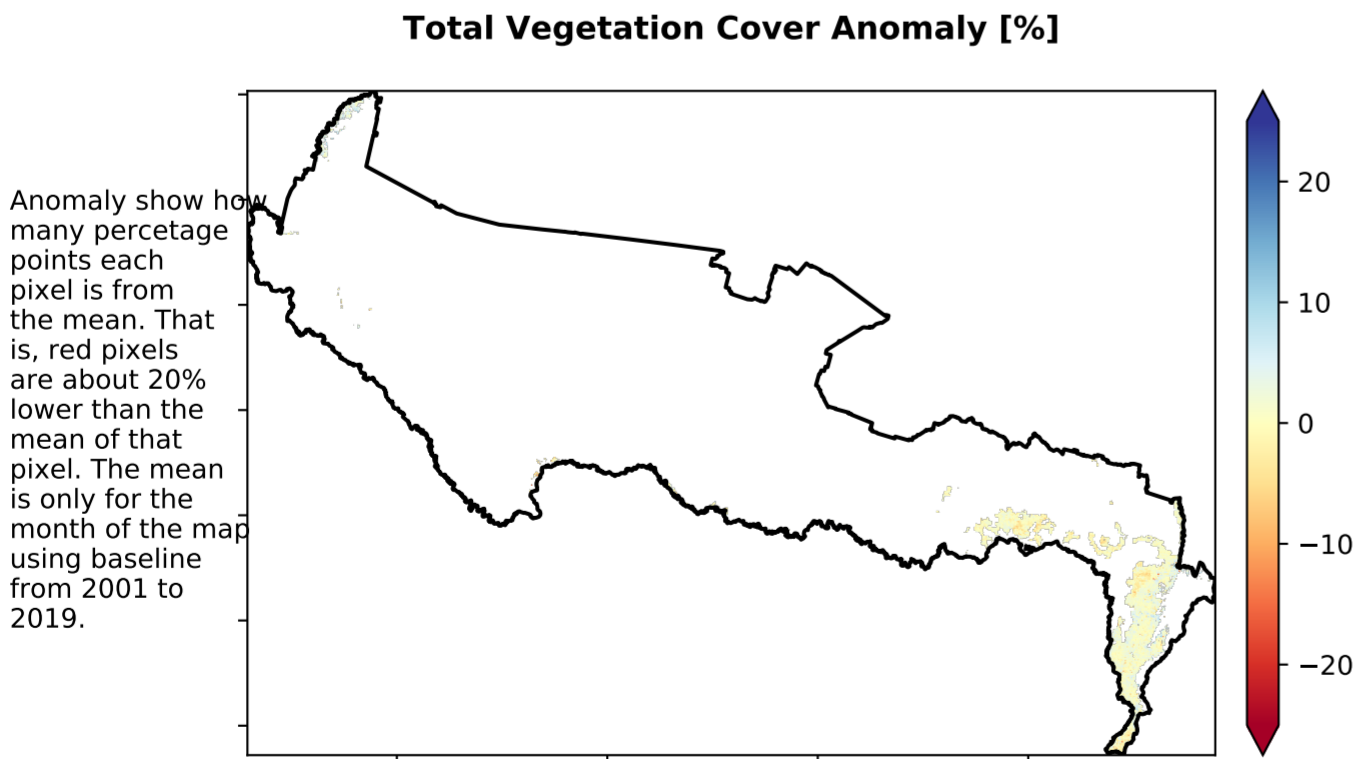 Total Vegetation Cover Anomaly [%]
Anomaly show how
many percetage
points each
pixel is from
the mean. That
is, red pixels
are about 20%
lower than the
mean of that
pixel. The mean
is only for the
month of the map
using baseline
from 2001 to
2019.
20
10
0
−10
−20